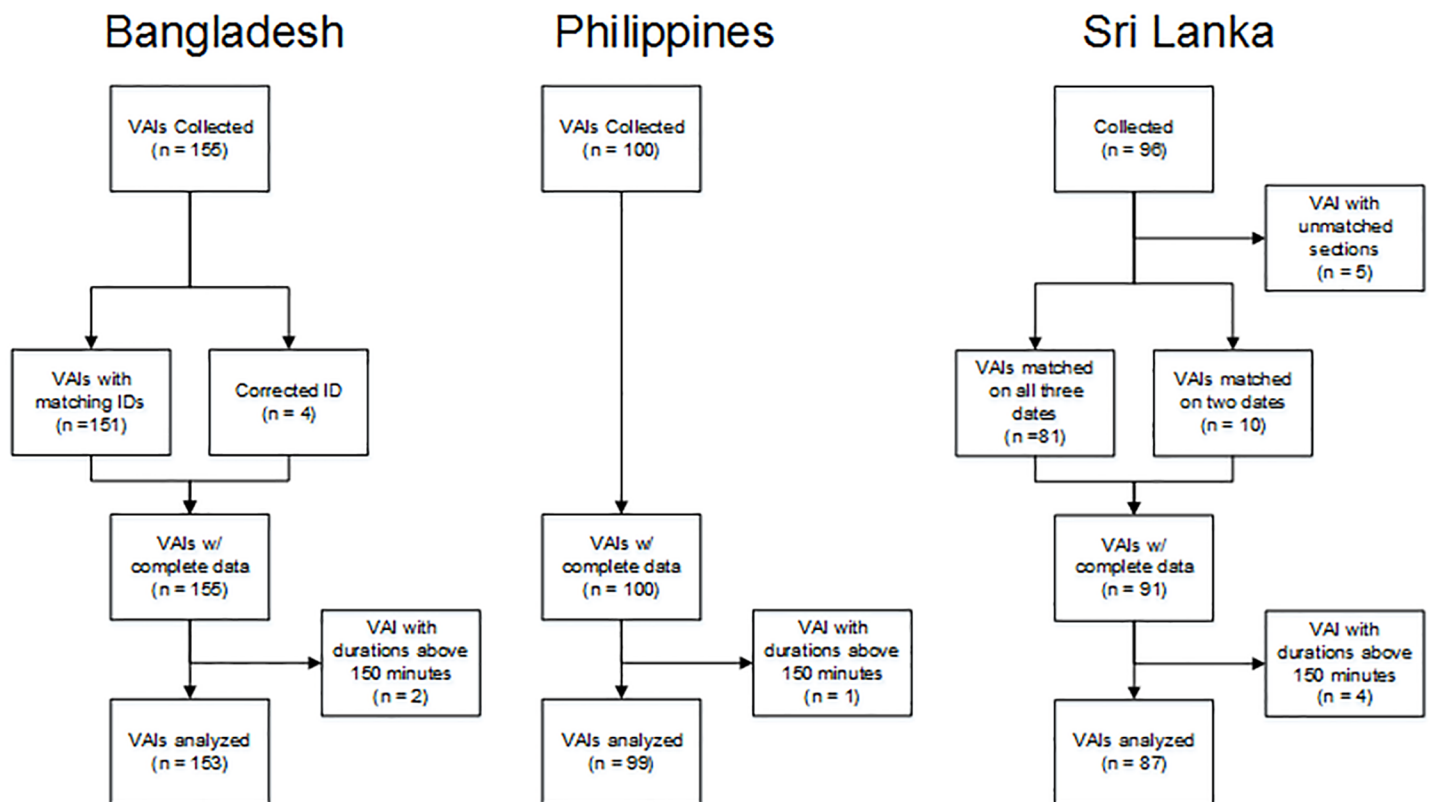 Bangladesh
VAIs Collected
(n = 155)
VAIs with
matching IDs
(n =151)
Corrected ID
(n = 4)
VAIs w/
complete data
(n = 155)
VAI with
durations above
150 minutes
(n = 2)
VAIs analyzed
(n = 153)
Philippines
VAIs Collected
(n = 100)
VAIs w/
complete data
(n = 100)
VAI with
durations above
150 minutes
(n = 1)
VAIs analyzed
(n = 99)
Sri Lanka
Collected
(n = 96)
VAI with
unmatched
sections
(n = 5)
VAIs matched
on all three
dates
(n =81)
VAIs matched
on two dates
(n = 10)
VAIs w/
complete data
(n = 91)
VAI with
durations above
150 minutes
(n = 4)
VAIs analyzed
(n = 87)